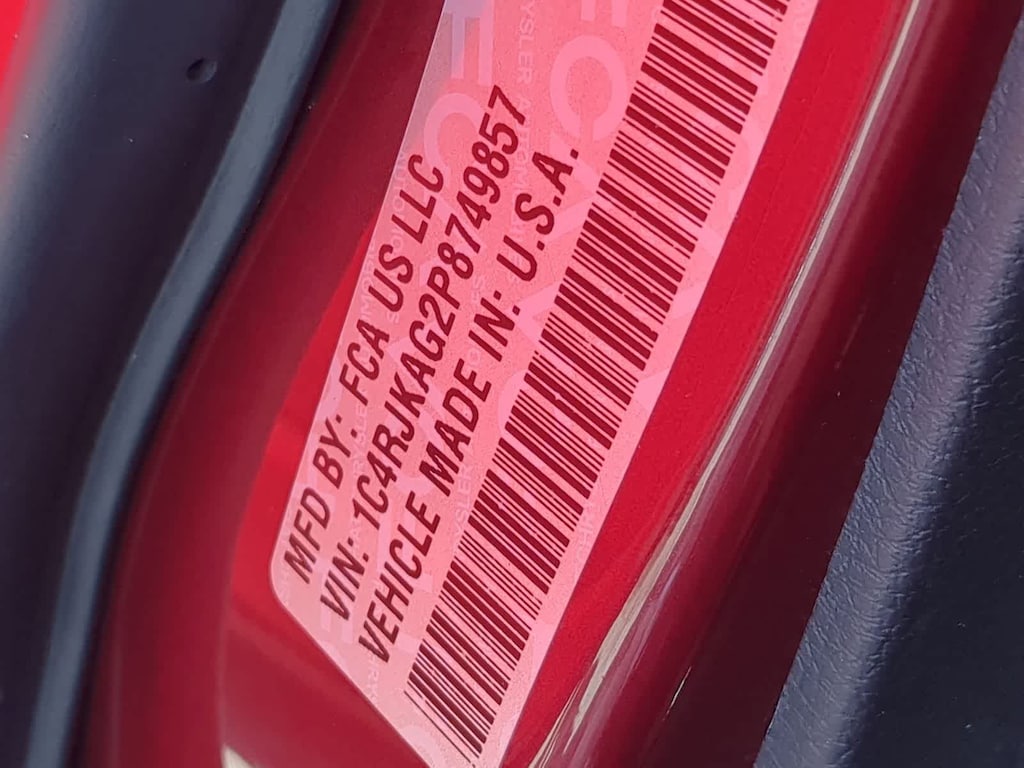 MFD BY: FCA US LLC
VIN: 1C4RJKAG2P8749857
VEHICLE MADE IN: U.S.A.